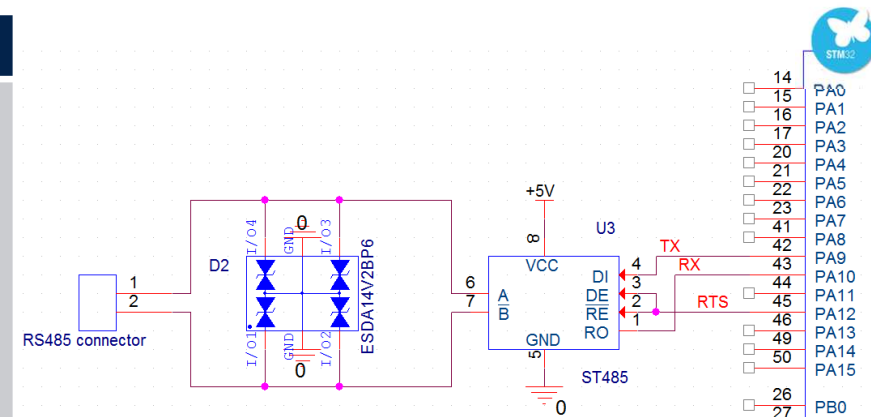 STM32
14 PA0
15 PA1
16 PA2
17 PA3
20 PA4
21 PA5
22 PA6
23 PA7
41 PA8
42 PA9
43 PA10
44 PA11
45 PA12
46 PA13
49 PA14
50 PA15
26 PB0
27
+5V
8
VCC
U3
TX
RX
RTS
4 DI
3 DE
2 RE
1 RO
6 A
7 B
GND
5
ST485
0
D2
I/O4
GND
0
I/O3
ESDA14V2BP6
I/O1
GND
0
I/O2
1
2
RS485 connector